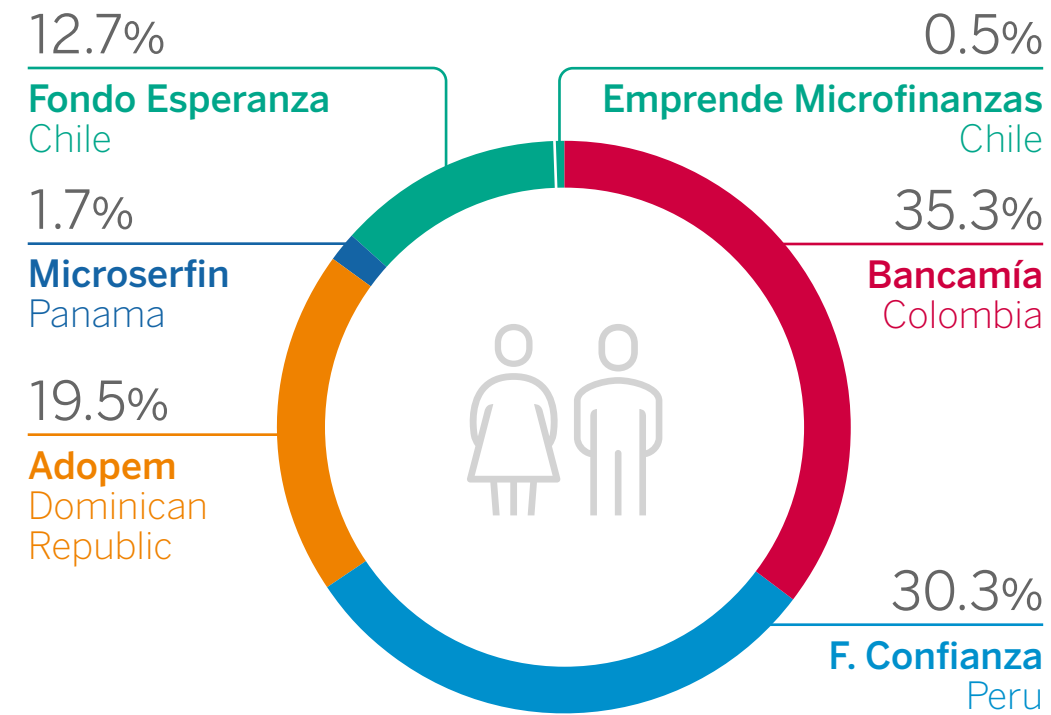 12.7%
Fondo Esperanza
Chile
1.7%
Microserfin
Panama
19.5%
Adopem
Dominican
Republic
0.5%
Emprende Microfinanzas
Chile
35.3%
Bancamía
Colombia
30.3%
F. Confianza
Peru